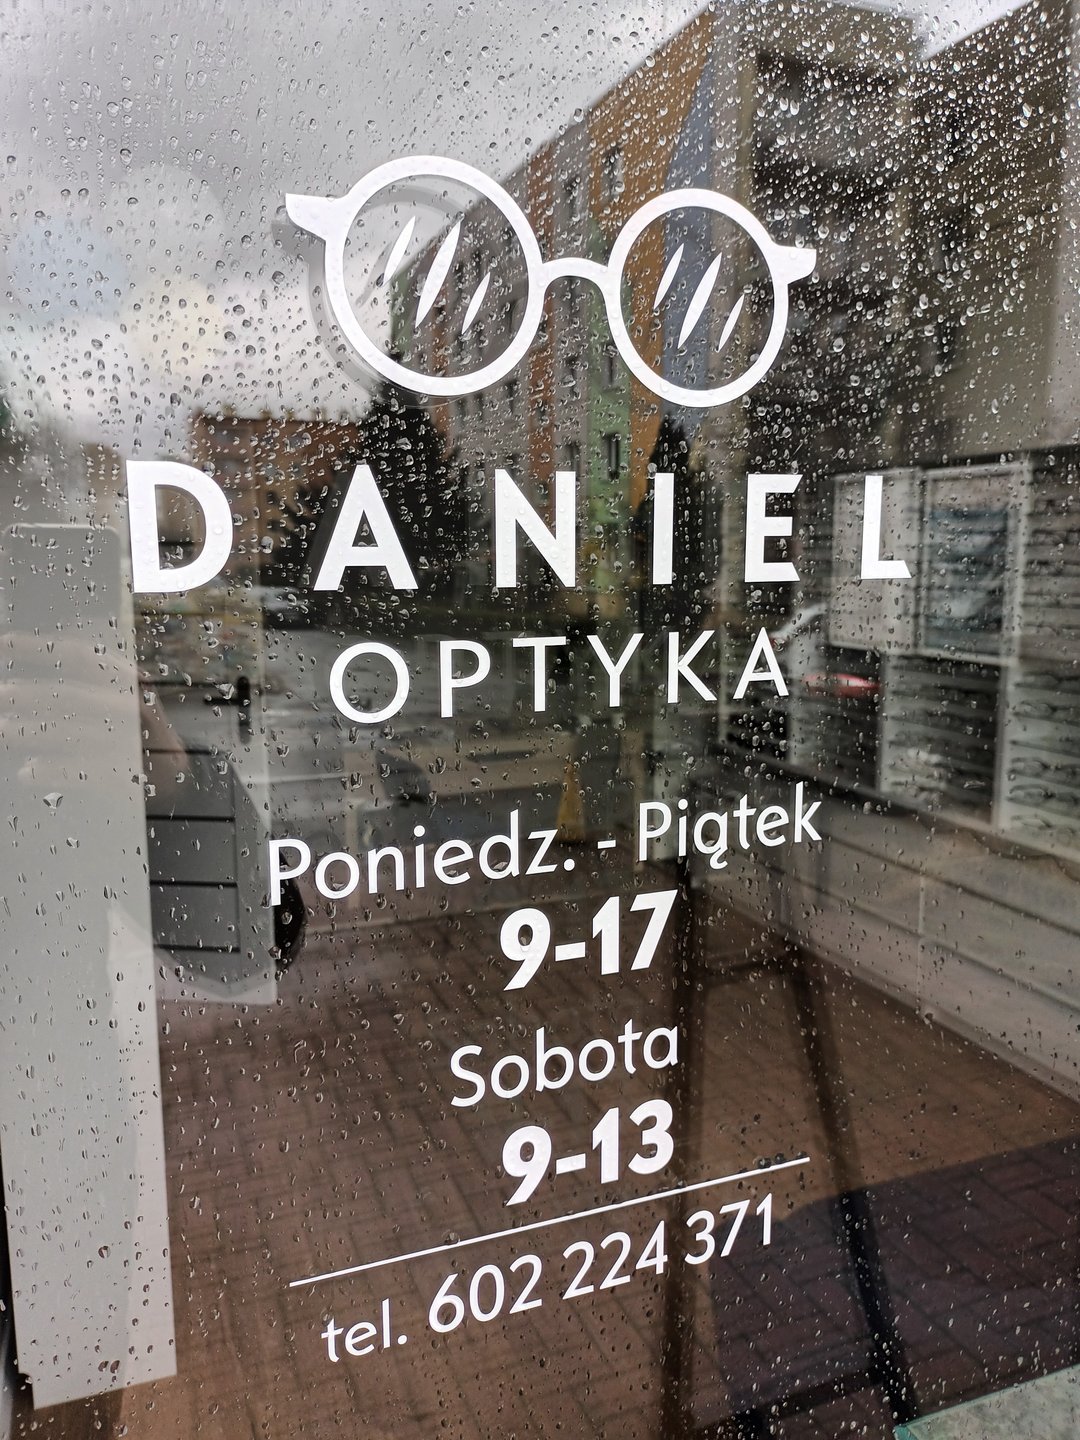 DANIEL
OPTYKA
Poniedz. - Piątek
9-17
Sobota
9-13
tel. 602 224 371